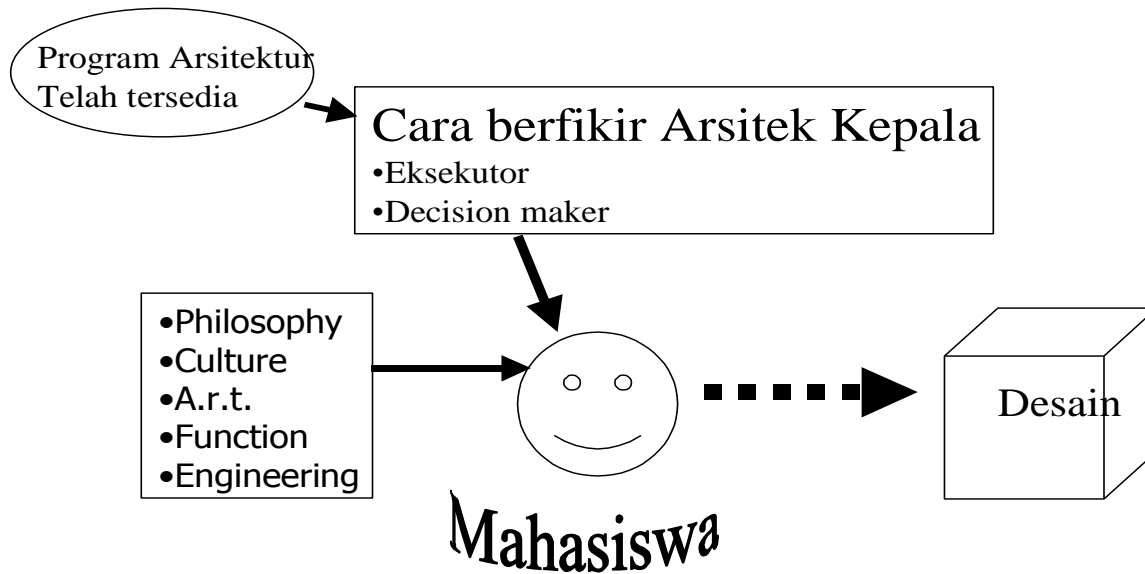 Program Arsitektur
Telah tersedia
Cara berfikir Arsitek Kepala
•Eksekutor
•Decision maker
•Philosophy
•Culture
•A.r.t.
•Function
•Engineering
Desain
Mahasiswa